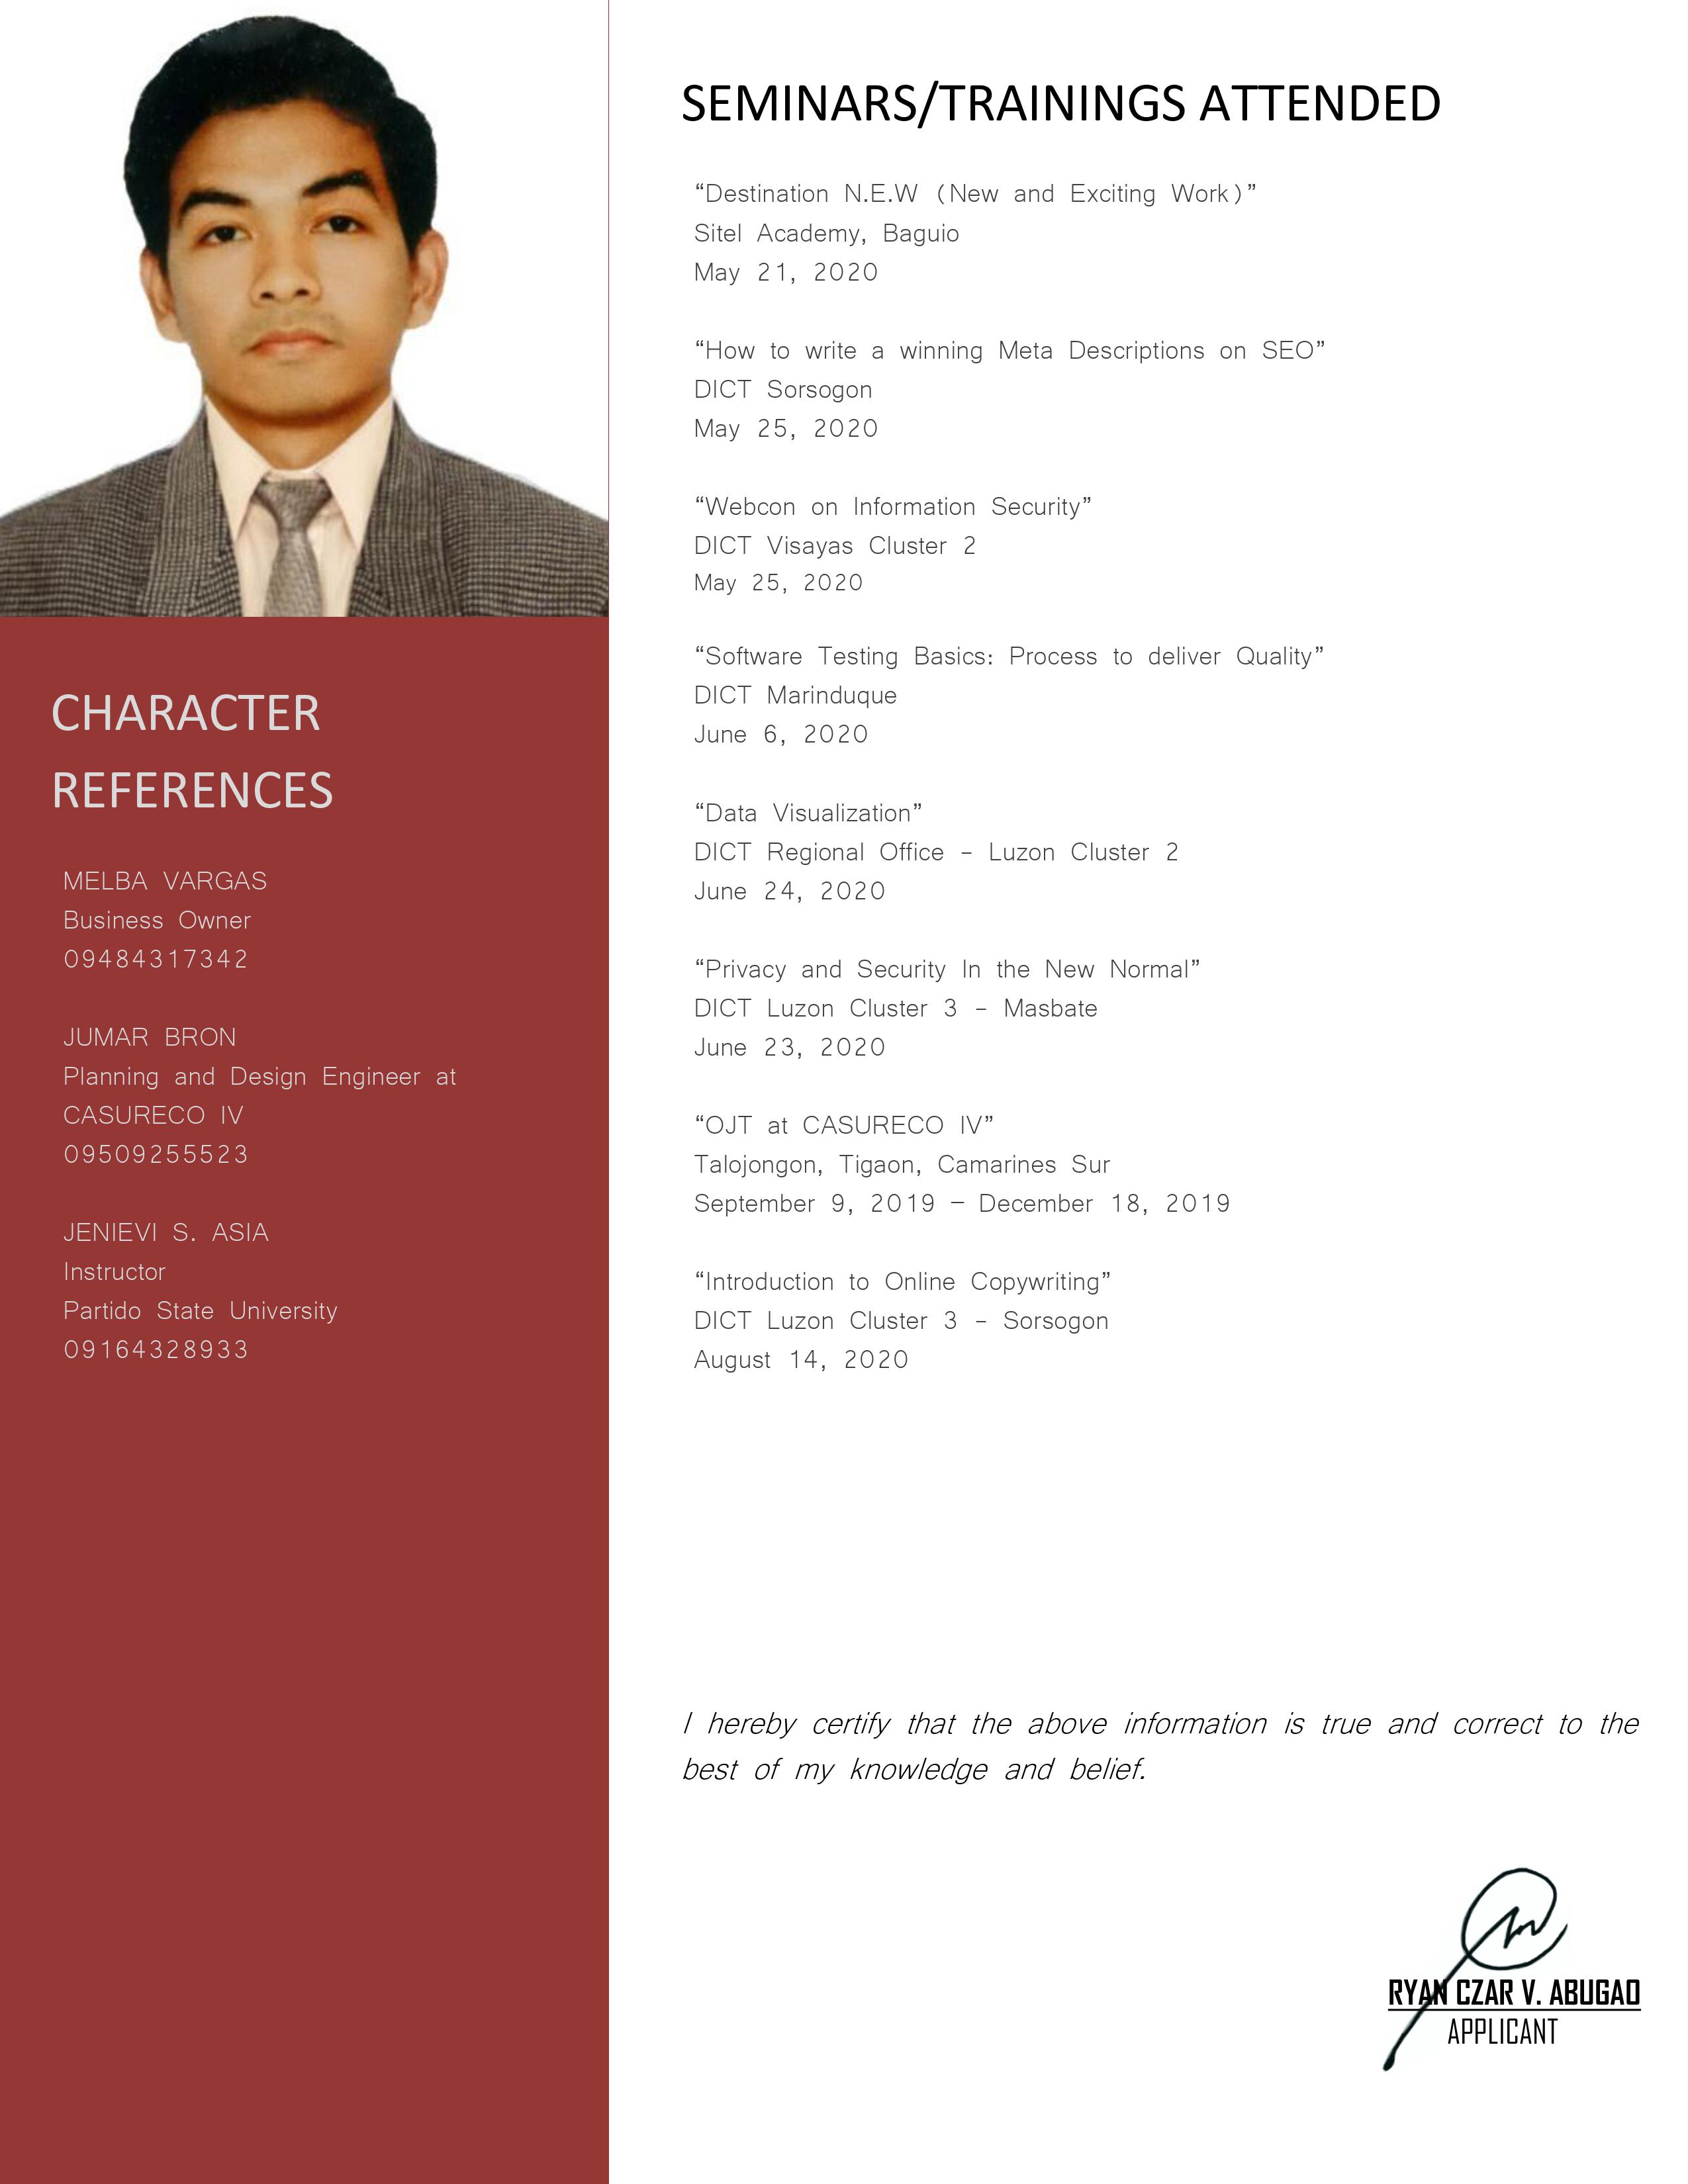 CHARACTER
REFERENCES
MELBA VARGAS
Business Owner
09484317342
JUMAR BRON
Planning and Design Engineer at
CASURECO IV
09509255523
JENIEVI S. ASIA
Instructor
Partido State University
09164328933
SEMINARS/TRAININGS ATTENDED
“Destination N.E.W (New and Exciting Work)”
Sitel Academy, Baguio
May 21, 2020
“How to write a winning Meta Descriptions on SEO”
DICT Sorsogon
May 25, 2020
“Webcon on Information Security”
DICT Visayas Cluster 2
May 25, 2020
“Software Testing Basics: Process to deliver Quality”
DICT Marinduque
June 6, 2020
“Data Visualization”
DICT Regional Office - Luzon Cluster 2
June 24, 2020
“Privacy and Security In the New Normal”
DICT Luzon Cluster 3 - Masbate
June 23, 2020
“OJT at CASURECO IV”
Talojongon, Tigaon, Camarines Sur
September 9, 2019 – December 18, 2019
“Introduction to Online Copywriting”
DICT Luzon Cluster 3 - Sorsogon
August 14, 2020
I hereby certify that the above information is true and correct to the
best of my knowledge and belief.
RYAN CZAR V. ABUGAO
APPLICANT